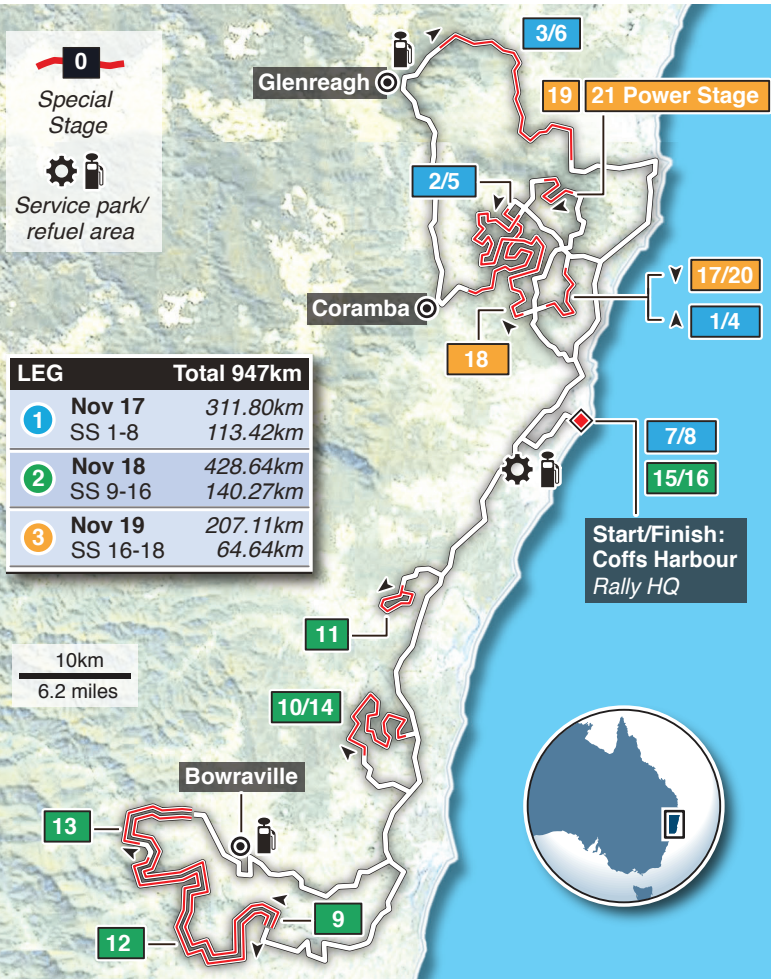 0
Special
Stage
Service park/
refuel area
Glenreagh
3/6
19
21 Power Stage
2/5
Coramba
17/20
1/4
18
LEG Total 947km
1 Nov 17 311.80km
SS 1-8 113.42km
2 Nov 18 428.64km
SS 9-16 140.27km
3 Nov 19 207.11km
SS 16-18 64.64km
7/8
15/16
Start/Finish:
Coffs Harbour
Rally HQ
11
10km
6.2 miles
10/14
Bowraville
13
9
12